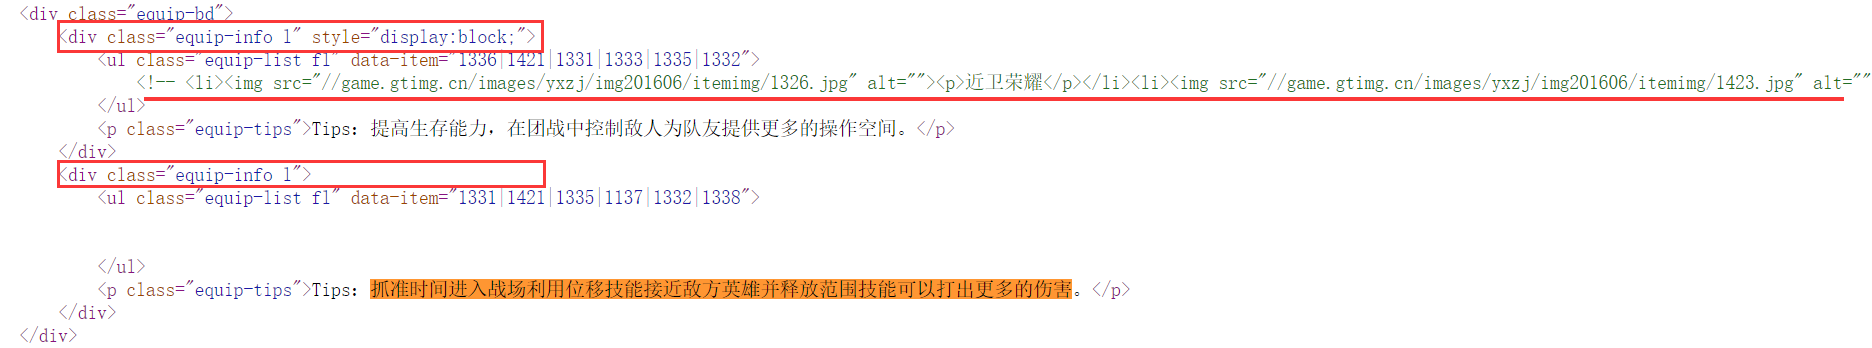 <div class="equip-bd">
<div class="equip-info l" style="display:block;">
<ul class="equip-list fl" data-item="1336|1421|1331|1333|1335|1332">
<!-- <li><img src="//game.gtimg.cn/images/yxzj/img201606/itemimg/1326.jpg" alt=""><p>近卫荣耀</p></li><li><img src="//game.gtimg.cn/images/yxzj/img201606/itemimg/1423.jpg" alt=""
</ul>
<p class="equip-tips">Tips：提高生存能力，在团战中控制敌人为队友提供更多的操作空间。</p>
</div>
<div class="equip-info l">
<ul class="equip-list fl" data-item="1331|1421|1335|1137|1332|1338">
</ul>
<p class="equip-tips">Tips：抓准时间进入战场利用位移技能接近敌方英雄并释放范围技能可以打出更多的伤害。</p>
</div>
</div>